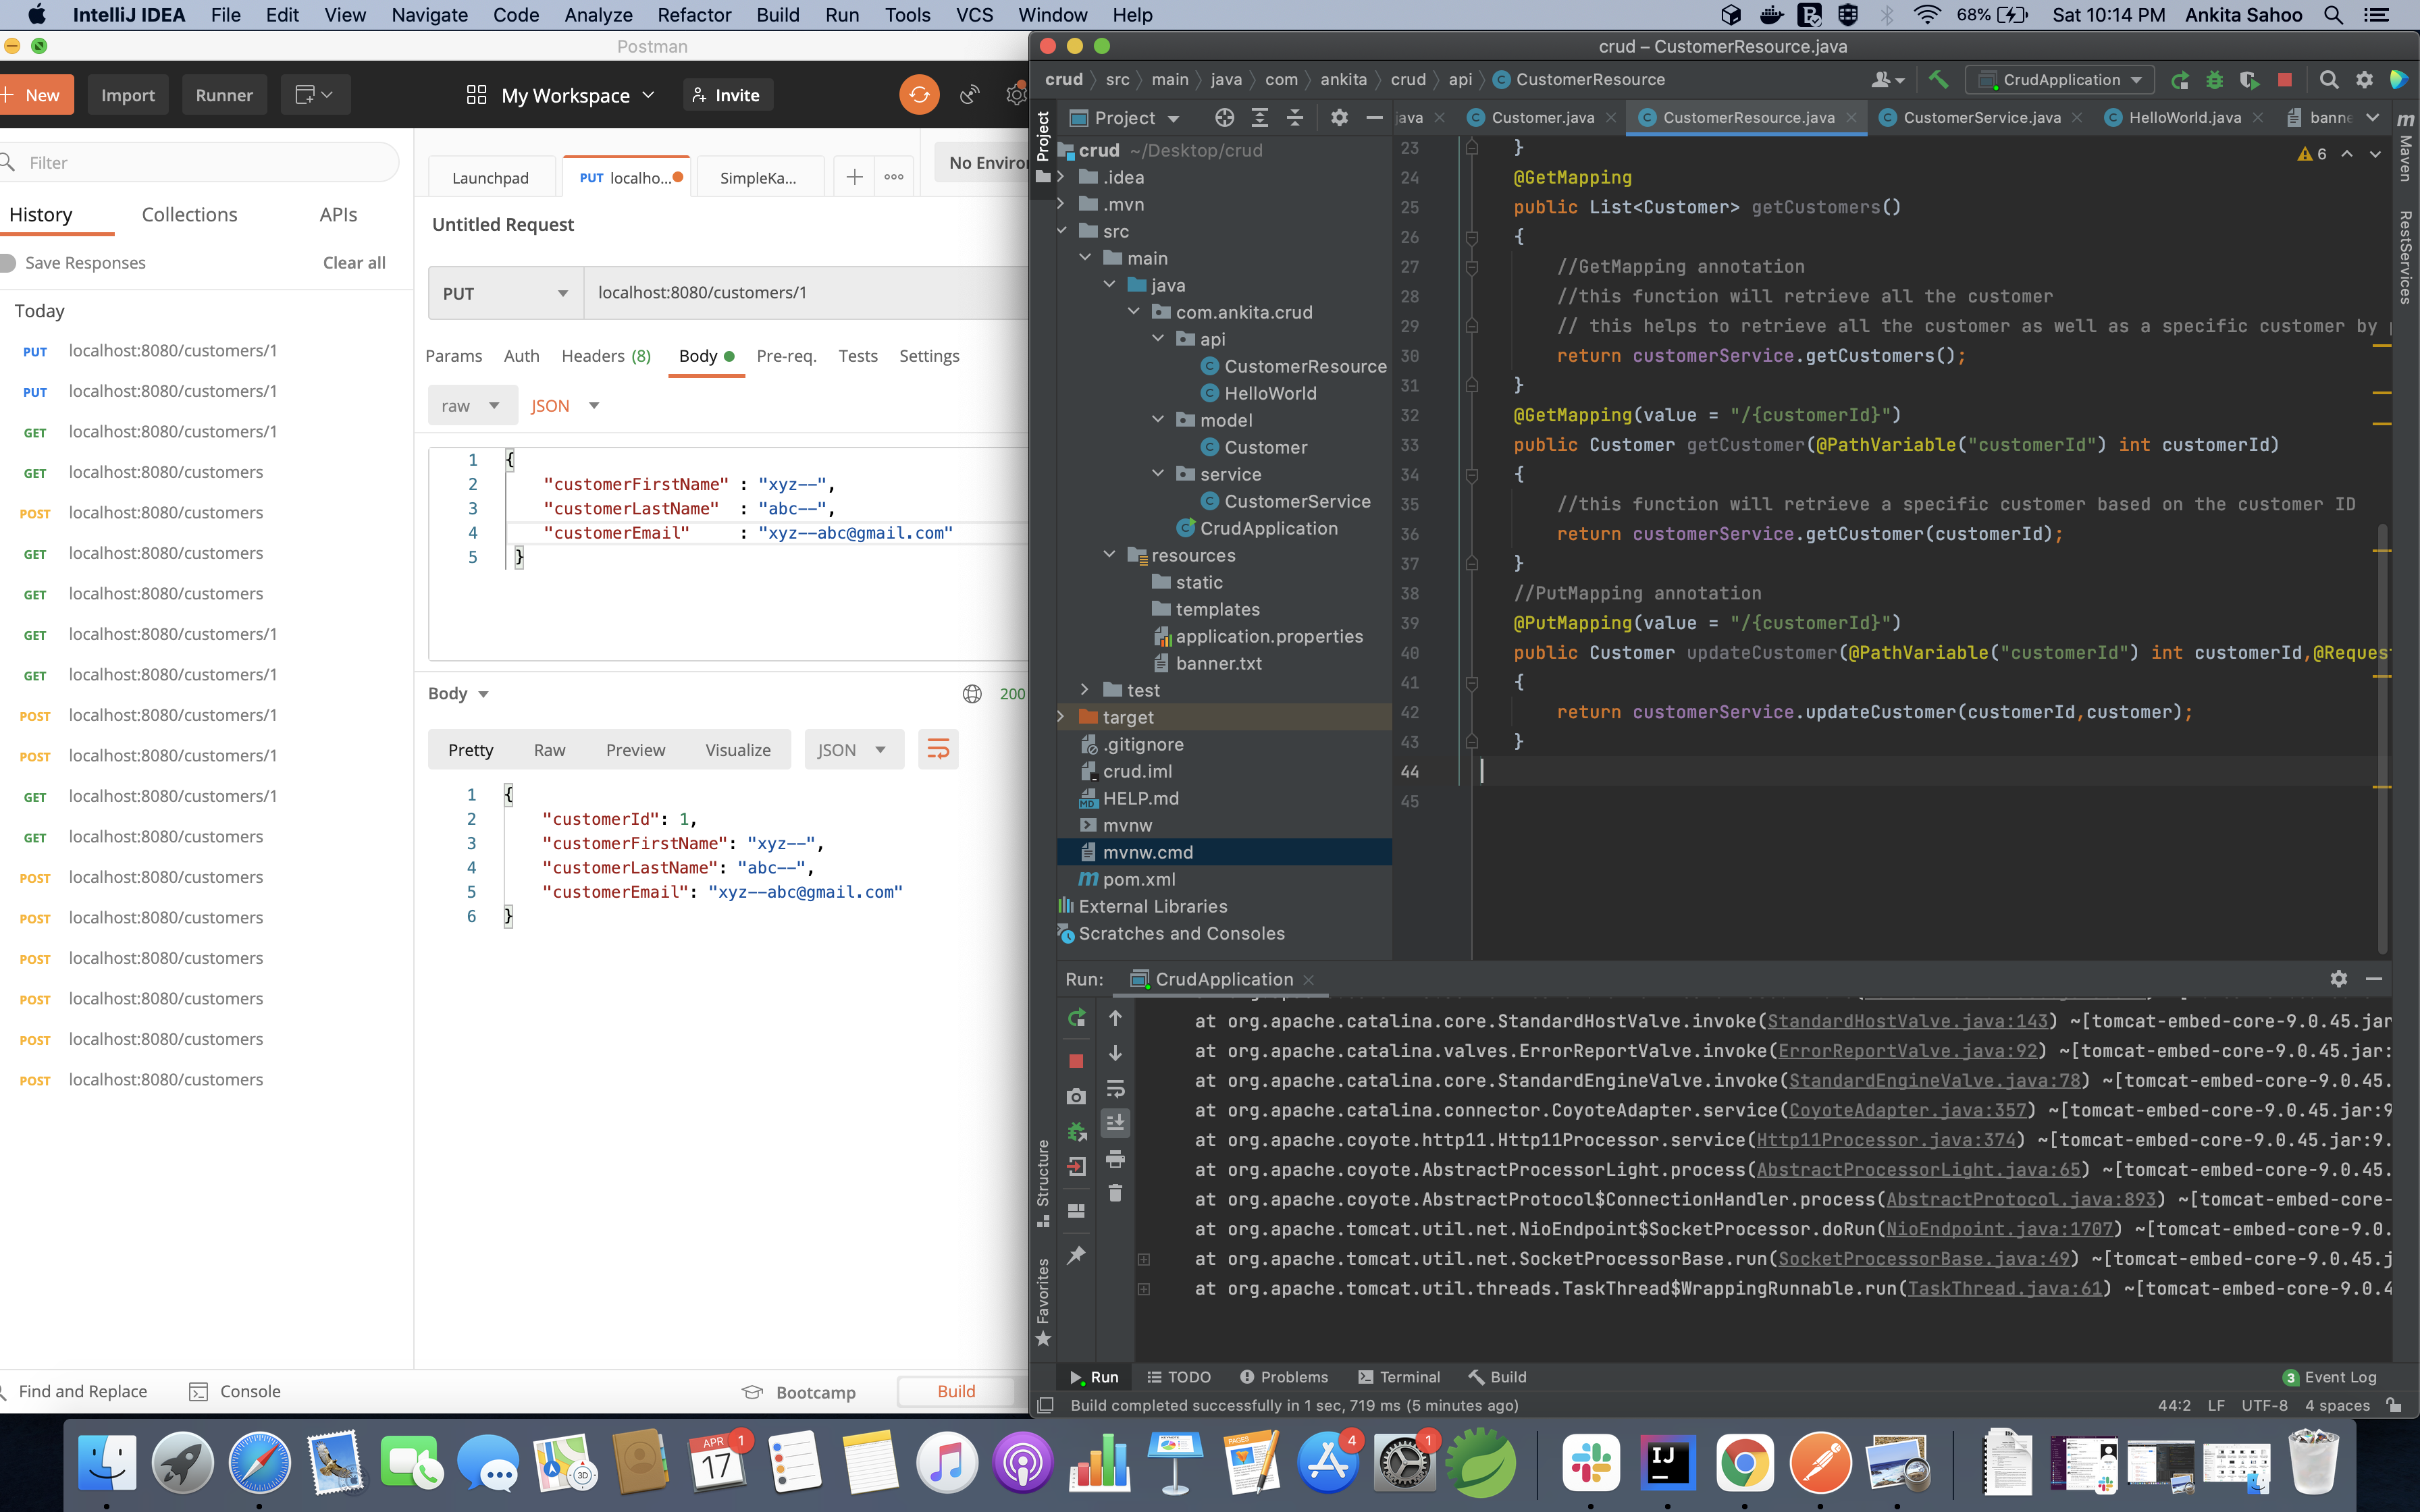 IntelliJ IDEA File Edit View Navigate Code Analyze Refactor Build Run Tools VCS Window Help
68% Sat 10:14 PM Ankita Sahoo
Postman
New Import Runner My Workspace Invite
Filter
History Collections APIs
Save Responses Clear all
Today
PUT localhost:8080/customers/1
PUT localhost:8080/customers/1
GET localhost:8080/customers/1
GET localhost:8080/customers
POST localhost:8080/customers
GET localhost:8080/customers
GET localhost:8080/customers
GET localhost:8080/customers/1
GET localhost:8080/customers/1
POST localhost:8080/customers/1
POST localhost:8080/customers/1
GET localhost:8080/customers/1
GET localhost:8080/customers
POST localhost:8080/customers
POST localhost:8080/customers
POST localhost:8080/customers
POST localhost:8080/customers
POST localhost:8080/customers
POST localhost:8080/customers
Launchpad PUT localho... SimpleKa... No Enviro
Untitled Request
PUT localhost:8080/customers/1
Params Auth Headers (8) Body Pre-req. Tests Settings
raw JSON
1 {
2 "customerFirstName" : "xyz--",
3 "customerLastName" : "abc--",
4 "customerEmail" : "xyz--abc@gmail.com"
5 }
Body 200
Pretty Raw Preview Visualize JSON
1 {
2 "customerId": 1,
3 "customerFirstName": "xyz--",
4 "customerLastName": "abc--",
5 "customerEmail": "xyz--abc@gmail.com"
6 }
Find and Replace Console Bootcamp Build
crud – CustomerResource.java
crud src main java com ankita crud api CustomerResource CrudApplication
Project
Project
java Customer.java CustomerResource.java CustomerService.java HelloWorld.java bann
crud ~/Desktop/crud
.idea
.mvn
src
main
java
com.ankita.crud
api
CustomerResource
HelloWorld
model
Customer
service
CustomerService
CrudApplication
resources
static
templates
application.properties
banner.txt
test
target
.gitignore
crud.iml
HELP.md
mvnw
mvnw.cmd
pom.xml
External Libraries
Scratches and Consoles
6
Maven
RestServices
23 }
24 @GetMapping
25 public List<Customer> getCustomers()
26 {
27 //GetMapping annotation
28 //this function will retrieve all the customer
29 // this helps to retrieve all the customer as well as a specific customer by
30 return customerService.getCustomers();
31 }
32 @GetMapping(value = "/{customerId}")
33 public Customer getCustomer(@PathVariable("customerId") int customerId)
34 {
35 //this function will retrieve a specific customer based on the customer ID
36 return customerService.getCustomer(customerId);
37 }
38 //PutMapping annotation
39 @PutMapping(value = "/{customerId}")
40 public Customer updateCustomer(@PathVariable("customerId") int customerId,@Reques
41 {
42 return customerService.updateCustomer(customerId,customer);
43 }
44
45
Run: CrudApplication
at org.apache.catalina.core.StandardHostValve.invoke(StandardHostValve.java:143) ~[tomcat-embed-core-9.0.45.jar
at org.apache.catalina.valves.ErrorReportValve.invoke(ErrorReportValve.java:92) ~[tomcat-embed-core-9.0.45.jar:
at org.apache.catalina.core.StandardEngineValve.invoke(StandardEngineValve.java:78) ~[tomcat-embed-core-9.0.45.
at org.apache.catalina.connector.CoyoteAdapter.service(CoyoteAdapter.java:357) ~[tomcat-embed-core-9.0.45.jar:9
at org.apache.coyote.http11.Http11Processor.service(Http11Processor.java:374) ~[tomcat-embed-core-9.0.45.jar:9.
at org.apache.coyote.AbstractProcessorLight.process(AbstractProcessorLight.java:65) ~[tomcat-embed-core-9.0.45.
at org.apache.coyote.AbstractProtocol$ConnectionHandler.process(AbstractProtocol.java:893) ~[tomcat-embed-core-
at org.apache.tomcat.util.net.NioEndpoint$SocketProcessor.doRun(NioEndpoint.java:1707) ~[tomcat-embed-core-9.0.
at org.apache.tomcat.util.net.SocketProcessorBase.run(SocketProcessorBase.java:49) ~[tomcat-embed-core-9.0.45.j
at org.apache.tomcat.util.threads.TaskThread$WrappingRunnable.run(TaskThread.java:61) ~[tomcat-embed-core-9.0.4
Structure
Favorites
Run TODO Problems Terminal Build 3 Event Log
Build completed successfully in 1 sec, 719 ms (5 minutes ago) 44:2 LF UTF-8 4 spaces
APR 17 1 3D PAGES 4 1 IJ